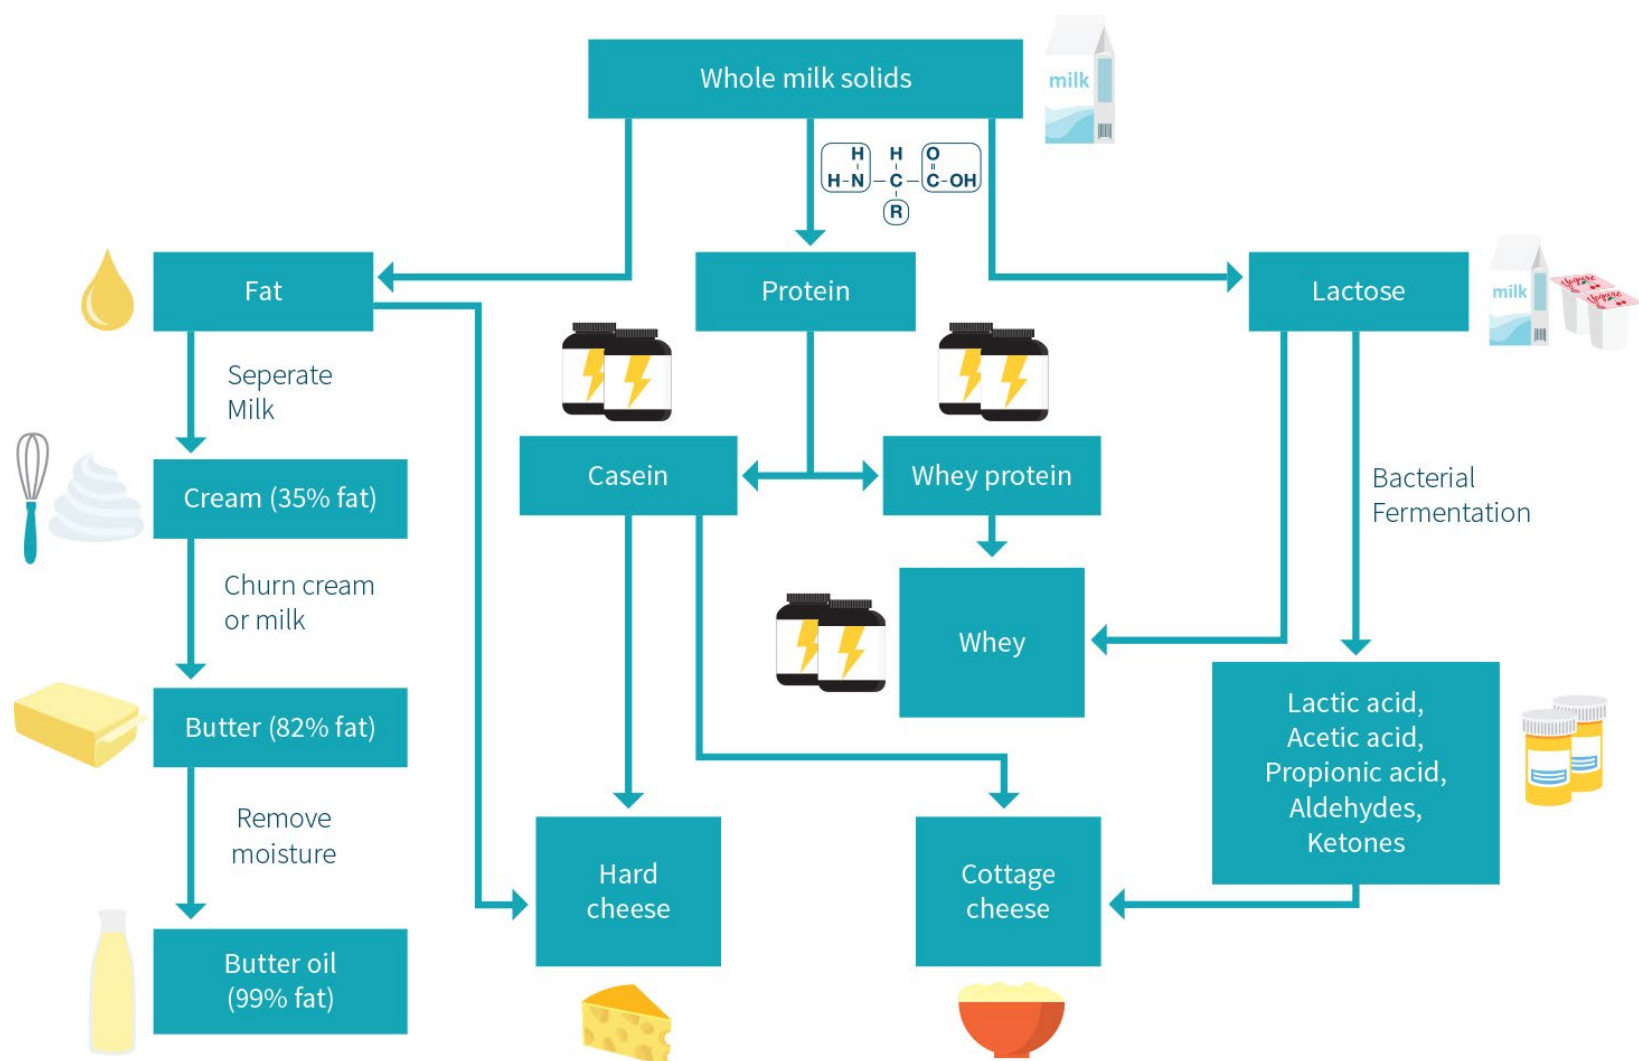 Whole milk solids
milk
H H O
H-N-C-C-OH
R
Fat
Protein
Lactose
milk
Yogurt
Yogurt
Seperate
Milk
Casein
Whey protein
Cream (35% fat)
Bacterial
Fermentation
Churn cream
or milk
Whey
Butter (82% fat)
Lactic acid,
Acetic acid,
Propionic acid,
Aldehydes,
Ketones
Remove
moisture
Hard
cheese
Cottage
cheese
Butter oil
(99% fat)